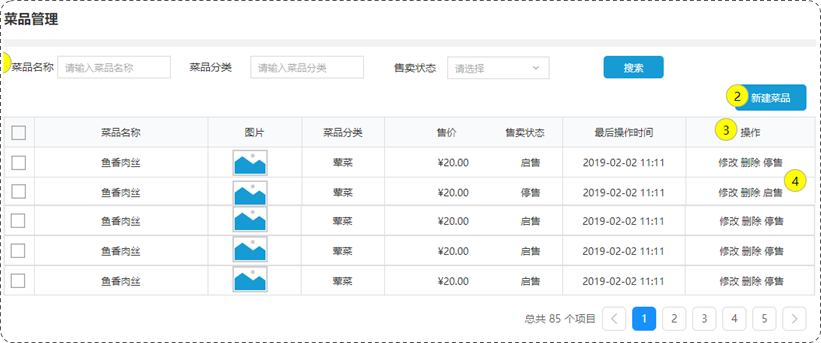 菜品管理
菜品名称 请输入菜品名称 菜品分类 请输入菜品分类 售卖状态 请选择 搜索
2 新建菜品
3
菜品名称 图片 菜品分类 售价 售卖状态 最后操作时间 操作
鱼香肉丝 荤菜 ¥20.00 启售 2019-02-02 11:11 修改 删除 停售
4
鱼香肉丝 荤菜 ¥20.00 停售 2019-02-02 11:11 修改 删除 启售
鱼香肉丝 荤菜 ¥20.00 启售 2019-02-02 11:11 修改 删除 停售
鱼香肉丝 荤菜 ¥20.00 启售 2019-02-02 11:11 修改 删除 停售
鱼香肉丝 荤菜 ¥20.00 启售 2019-02-02 11:11 修改 删除 停售
总共 85 个项目 1 2 3 4 5